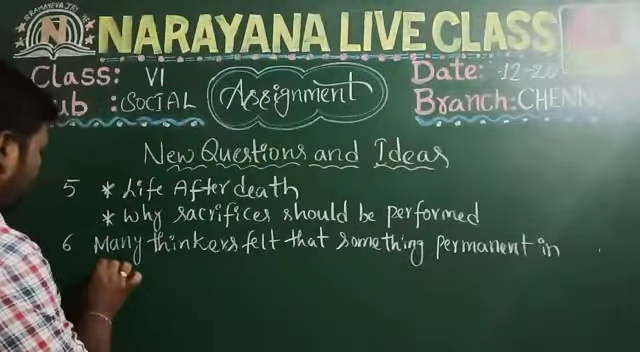 NARAYANA LIVE CLASS
Class: VI
Date: -12-20
ub : SOCIAL
Assignment
Branch: CHENN
New Questions and Ideas
5 * Life After death
* Why sacrifices should be performed
6 Many thinkers felt that something permanent in